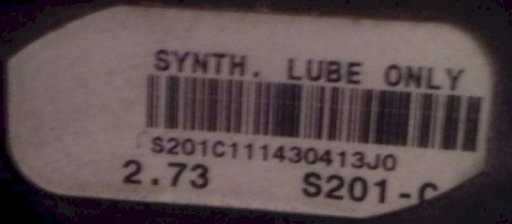 SYNTH. LUBE ONLY
S201C111430413J0
2.73 S201-C